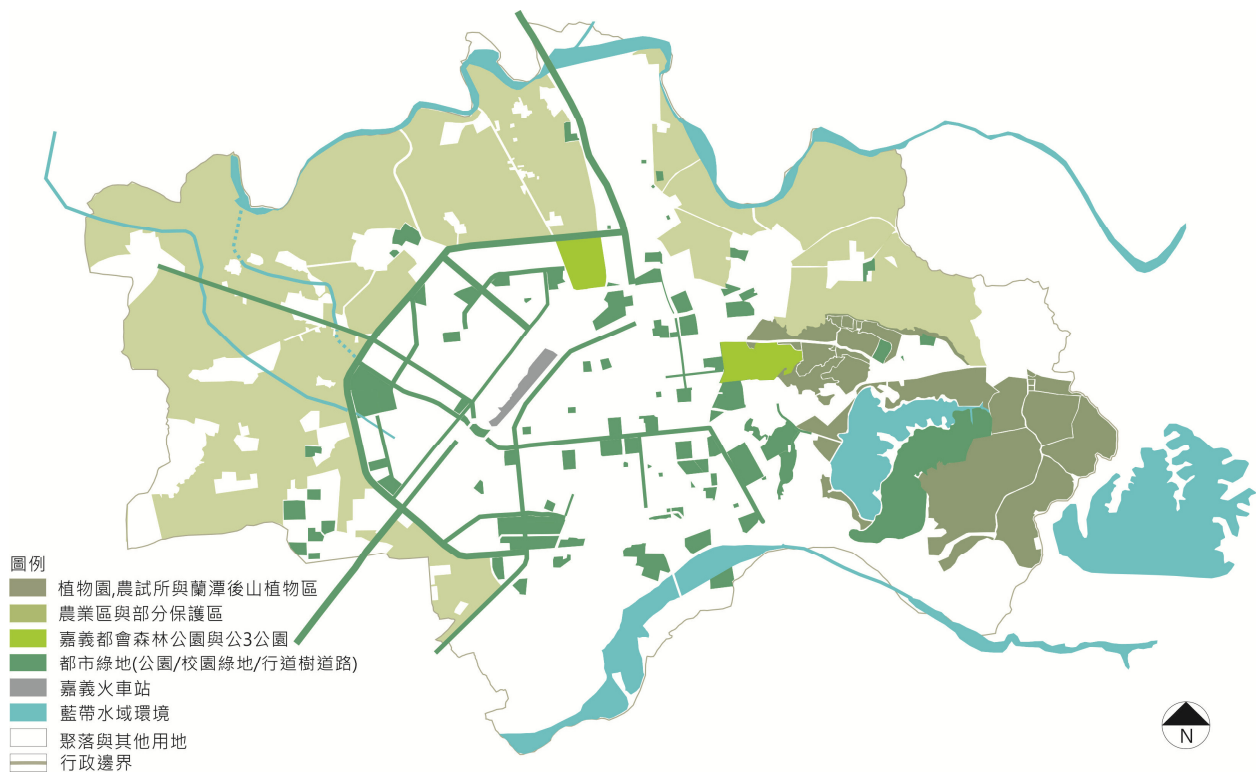 圖例
植物園,農試所與蘭潭後山植物區
農業區與部分保護區
嘉義都會森林公園與公3公園
都市綠地(公園/校園綠地/行道樹道路)
嘉義火車站
藍帶水域環境
聚落與其他用地
行政邊界
N